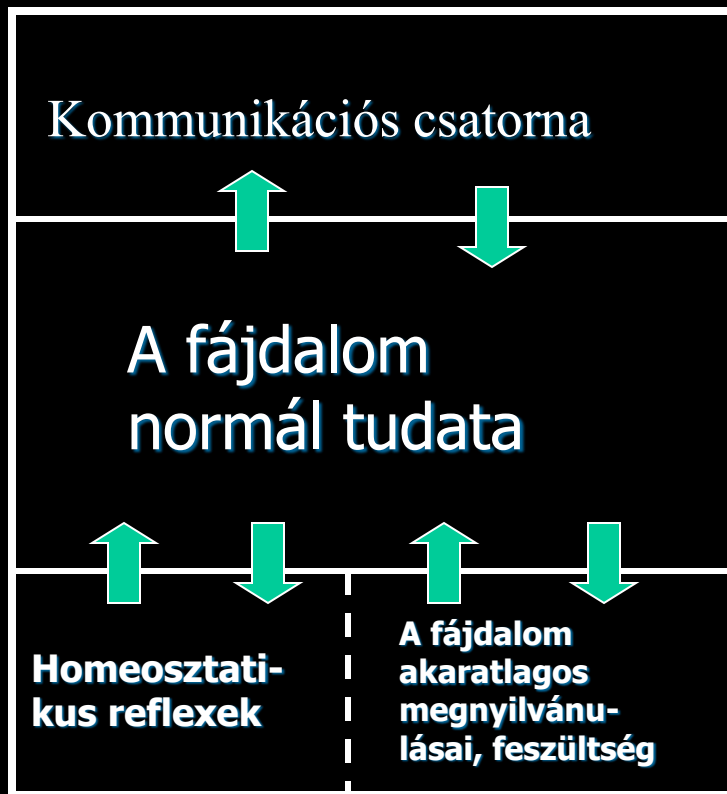 Kommunikációs csatorna
A fájdalom
normál tudata
Homeosztati-
kus reflexek
A fájdalom
akaratlagos
megnyilvánu-
lásai, feszültség